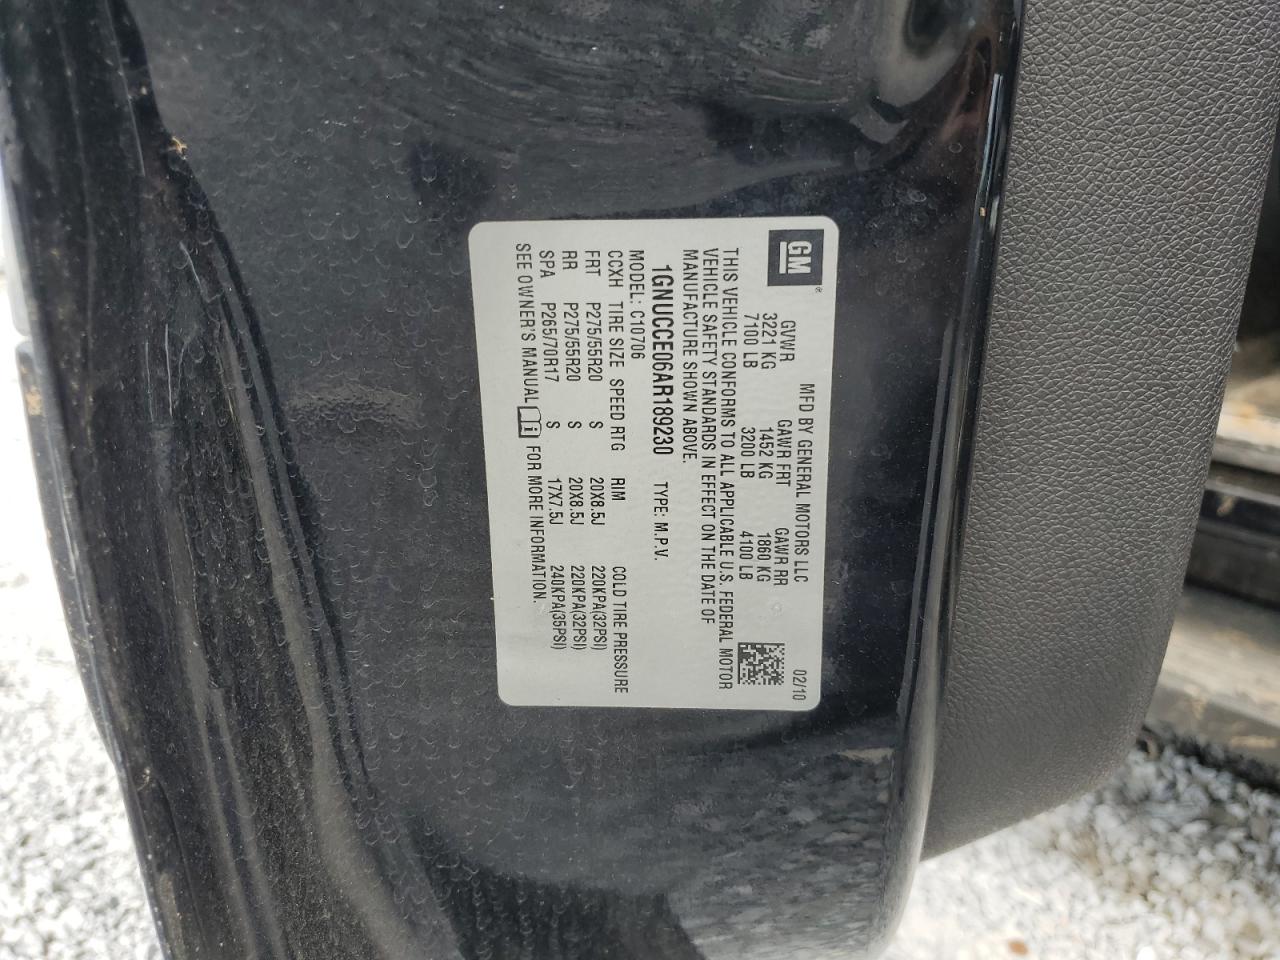 GM®
MFD BY GENERAL MOTORS LLC
02/10
GVWR GAWR FRT GAWR RR
3221 KG 1452 KG 1860 KG
7100 LB 3200 LB 4100 LB
THIS VEHICLE CONFORMS TO ALL APPLICABLE U.S. FEDERAL MOTOR
VEHICLE SAFETY STANDARDS IN EFFECT ON THE DATE OF
MANUFACTURE SHOWN ABOVE.
1GNUCCE06AR189230 TYPE: M.P.V.
MODEL: C10706
CCXH TIRE SIZE SPEED RTG RIM COLD TIRE PRESSURE
FRT P275/55R20 S 20X8.5J 220KPA(32PSI)
RR P275/55R20 S 20X8.5J 220KPA(32PSI)
SPA P265/70R17 S 17X7.5J 240KPA(35PSI)
SEE OWNER'S MANUAL FOR MORE INFORMATION.